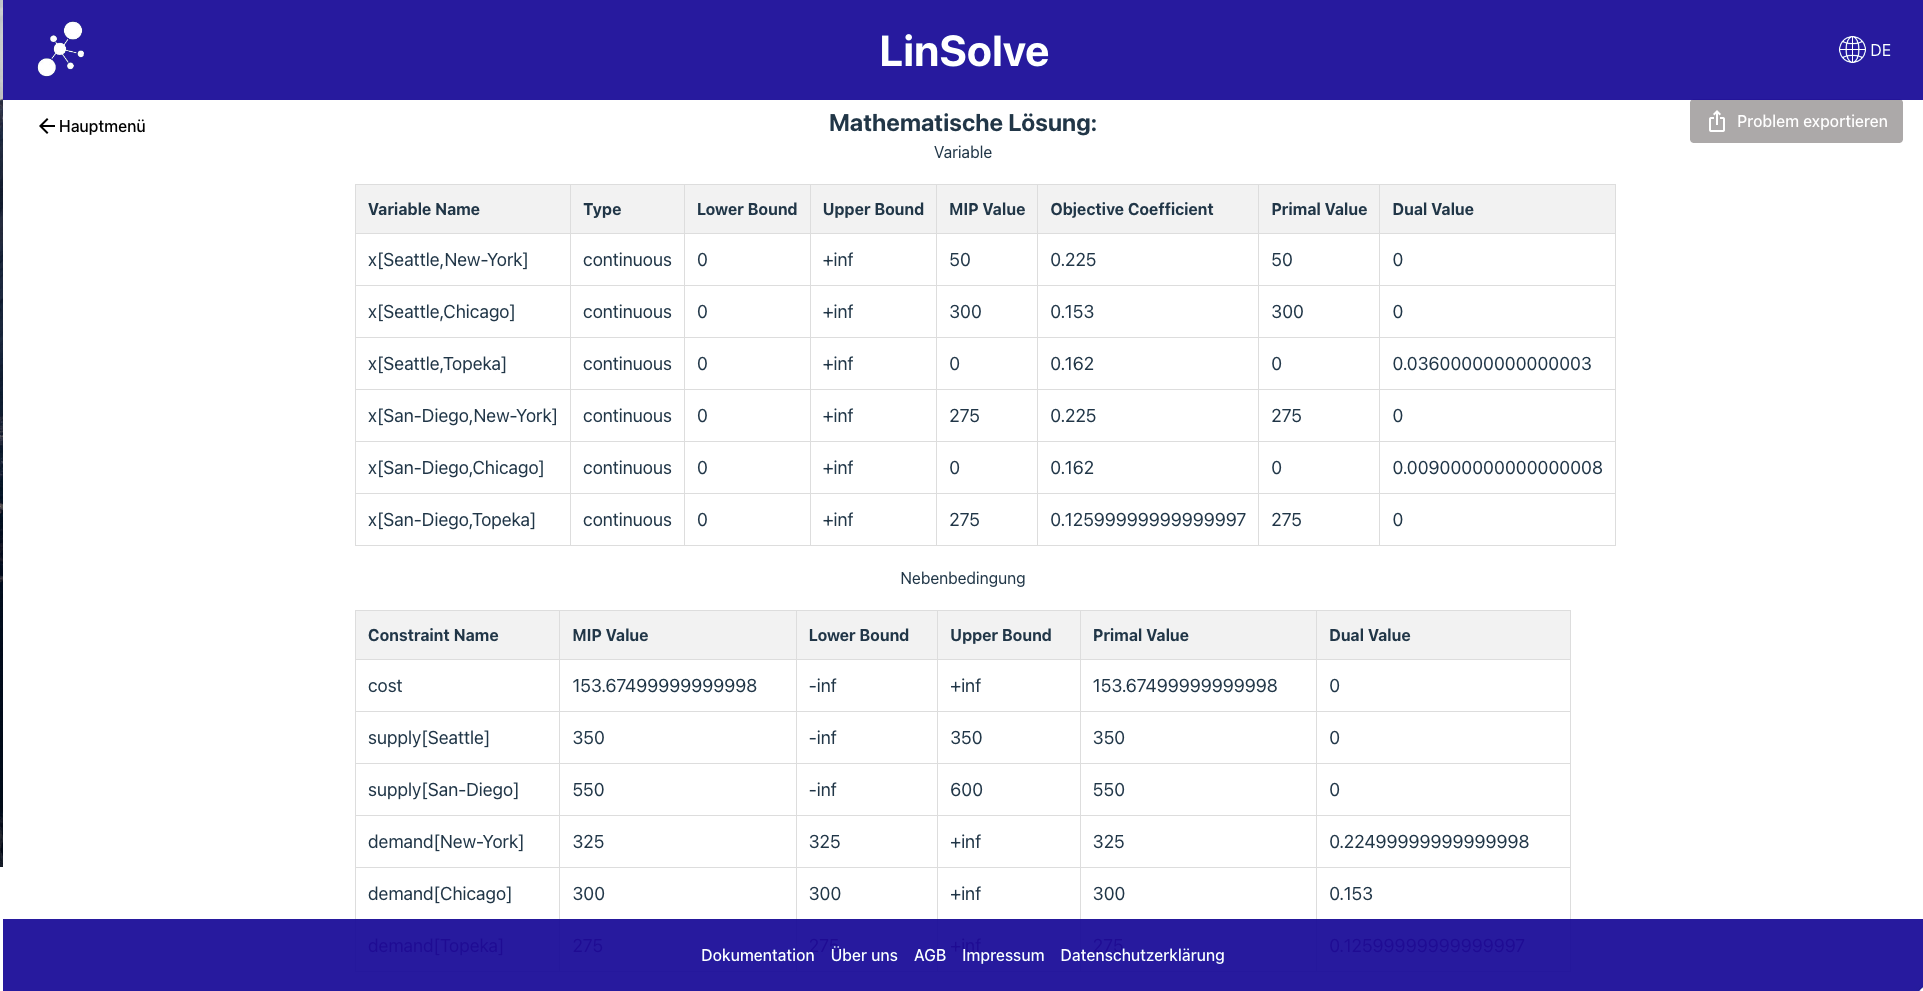 LinSolve
DE
Hauptmenü
Mathematische Lösung:
Problem exportieren
Variable
Variable Name Type Lower Bound Upper Bound MIP Value Objective Coefficient Primal Value Dual Value
x[Seattle,New-York] continuous 0 +inf 50 0.225 50 0
x[Seattle,Chicago] continuous 0 +inf 300 0.153 300 0
x[Seattle,Topeka] continuous 0 +inf 0 0.162 0 0.03600000000000003
x[San-Diego,New-York] continuous 0 +inf 275 0.225 275 0
x[San-Diego,Chicago] continuous 0 +inf 0 0.162 0 0.009000000000000008
x[San-Diego,Topeka] continuous 0 +inf 275 0.12599999999999997 275 0
Nebenbedingung
Constraint Name MIP Value Lower Bound Upper Bound Primal Value Dual Value
cost 153.67499999999998 -inf +inf 153.67499999999998 0
supply[Seattle] 350 -inf 350 350 0
supply[San-Diego] 550 -inf 600 550 0
demand[New-York] 325 325 +inf 325 0.22499999999999998
demand[Chicago] 300 300 +inf 300 0.153
demand[Topeka] 275 275 +inf 275 0.12599999999999997
Dokumentation Über uns AGB Impressum Datenschutzerklärung